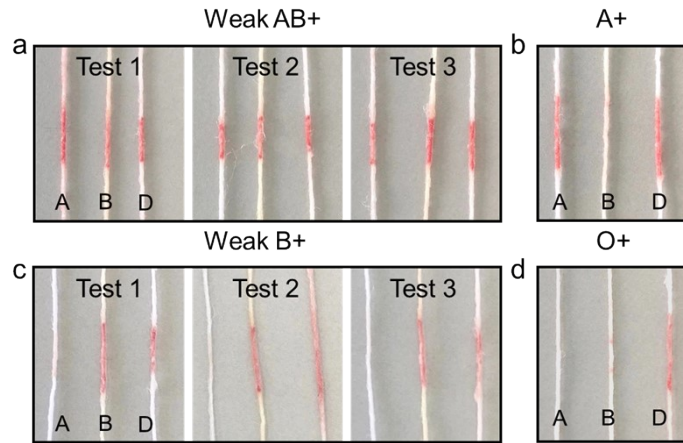 Weak AB+
A+
a
b
Test 1
Test 2
Test 3
A B D
A B D
Weak B+
O+
c
d
Test 1
Test 2
Test 3
A B D
A B D